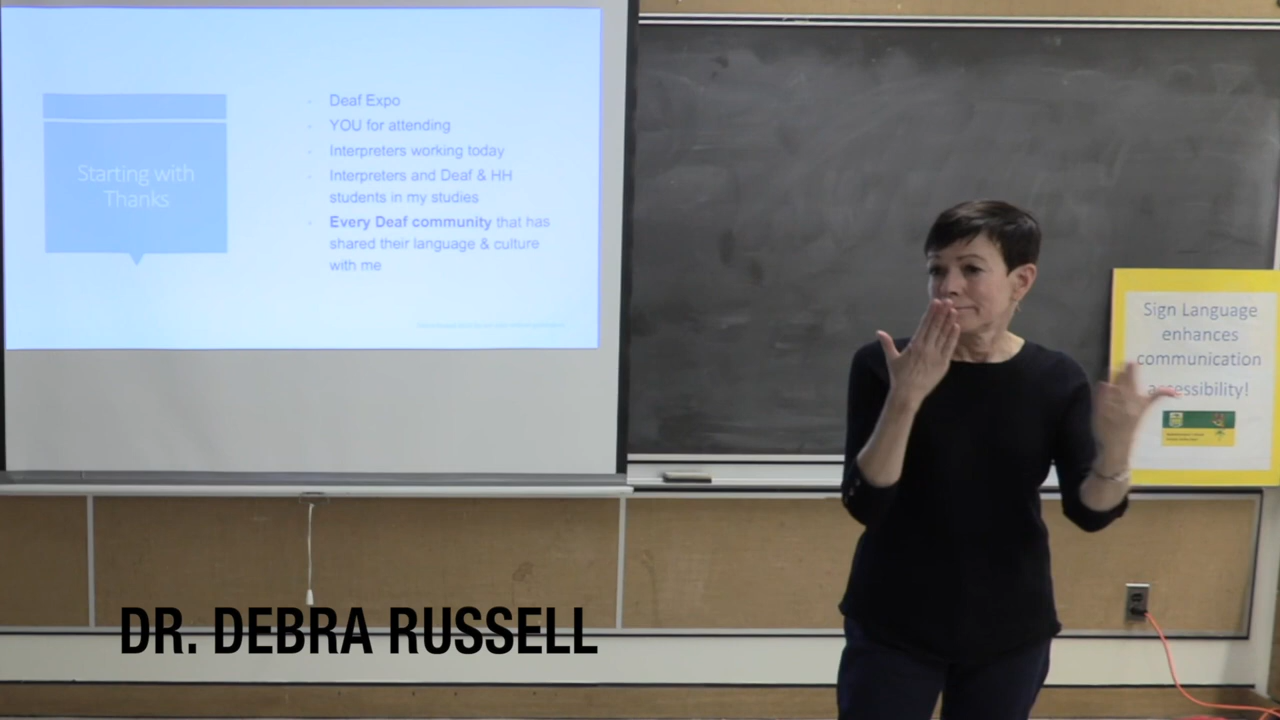 Starting with
Thanks
Deaf Expo
YOU for attending
Interpreters working today
Interpreters and Deaf & HH
students in my studies
Every Deaf community that has
shared their language & culture
with me
Sign Language
enhances
communication
accessibility!
DR. DEBRA RUSSELL